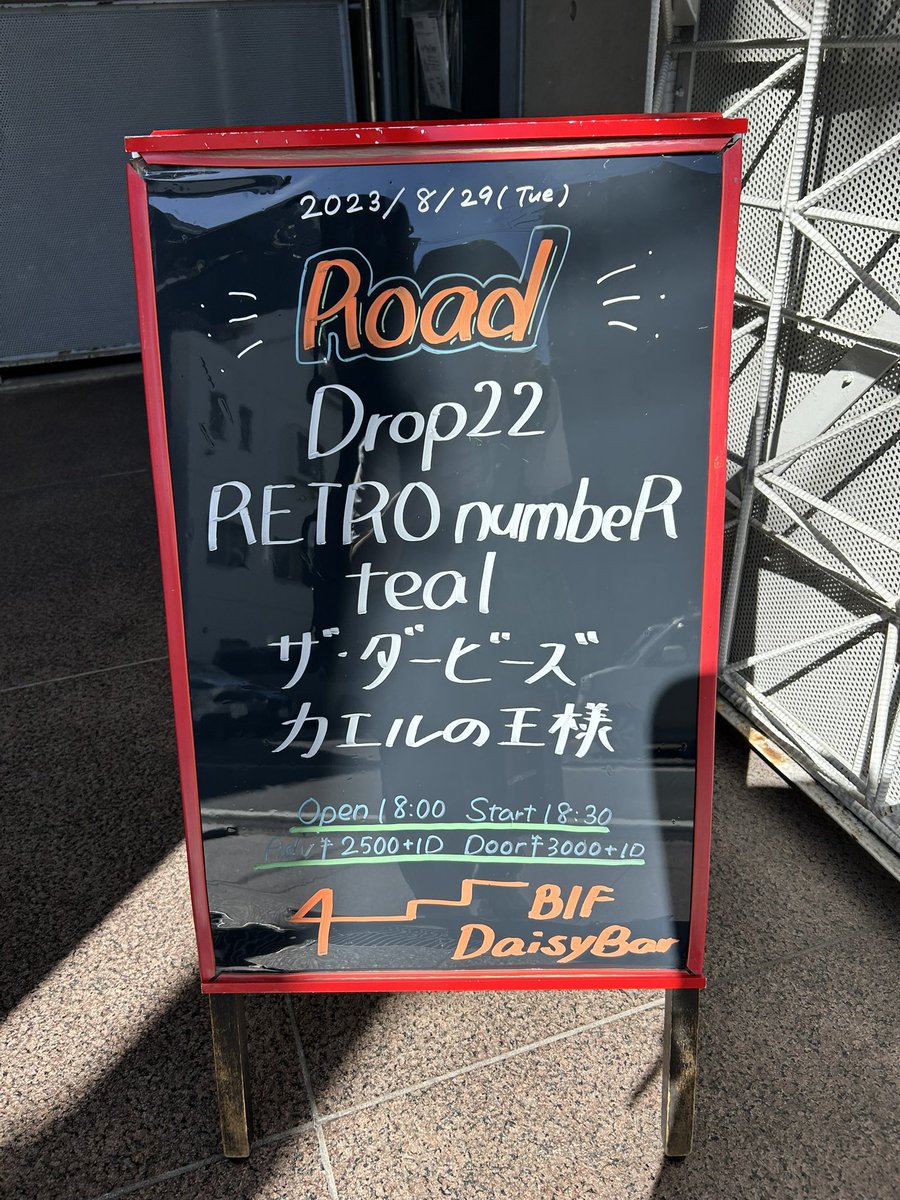 2023/8/29(Tue)
Road
Drop22
RETRO numbeR
teal
ザ・ダービーズ
カエルの王様
Open 18:00 Start 18:30
Adv¥2500+1D Door¥3000+1D
B1F
DaisyBar